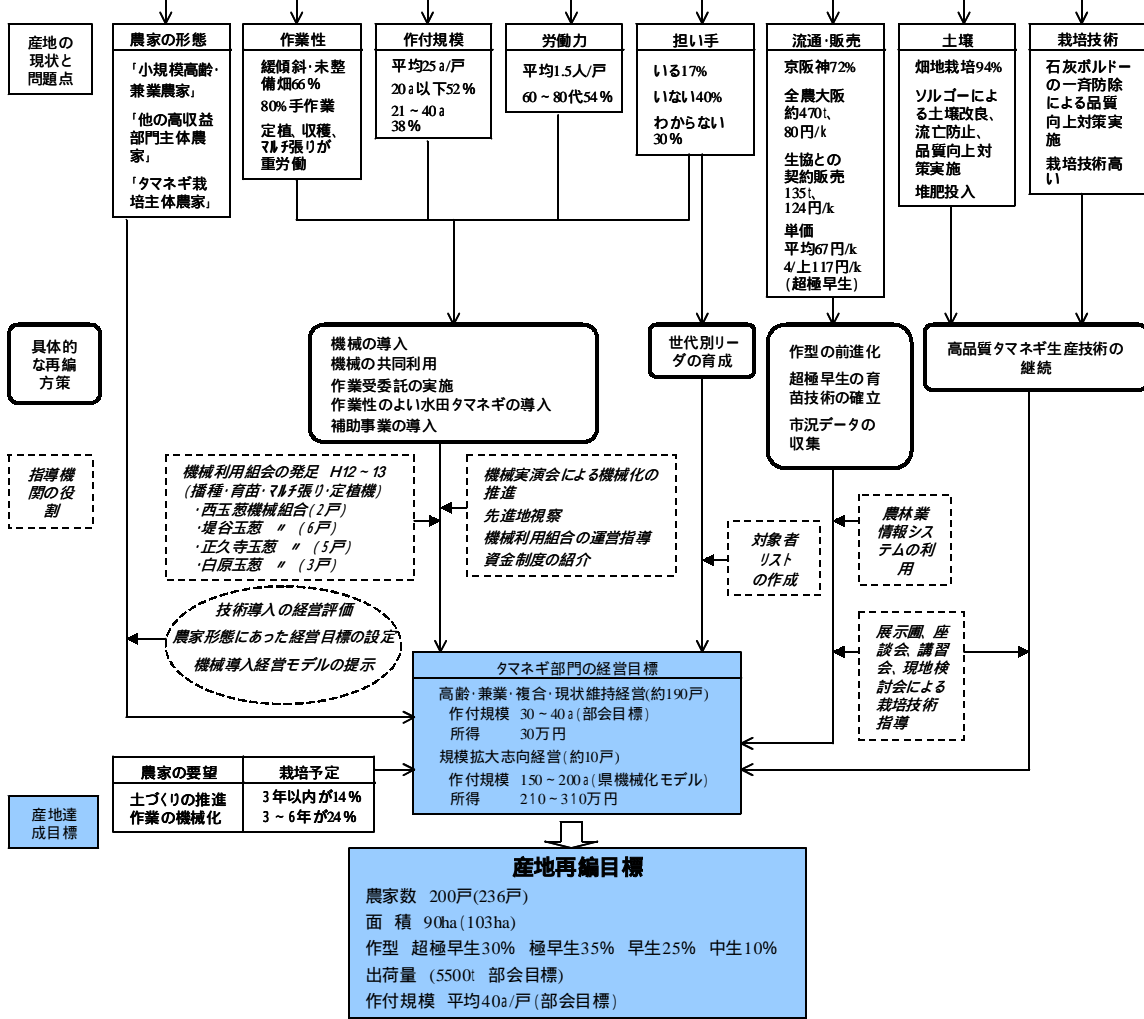 産地の
現状と
問題点
農家の形態
「小規模高齢・
兼業農家」
「他の高収益
部門主体農
家」
「タマネギ栽
培主体農家」
作業性
緩傾斜・未整
備畑66%
80%手作業
定植、収穫、
マルチ張りが
重労働
作付規模
平均25a/戸
20a以下52%
21~40a
38%
労働力
平均1.5人/戸
60~80代54%
担い手
いる17%
いない40%
わからない
30%
流通・販売
京阪神72%
全農大阪
約470t、
80円/k
生協との
契約販売
135t、
124円/k
単価
平均67円/k
4/上117円/k
(超極早生)
土壌
畑地栽培94%
ソルゴーによ
る土壌改良、
流亡防止、
品質向上対
策実施
堆肥投入
栽培技術
石灰ボルドー
の一斉防除
による品質
向上対策実
施
栽培技術高
い
具体的
な再編
方策
機械の導入
機械の共同利用
作業受委託の実施
作業性のよい水田タマネギの導入
補助事業の導入
世代別リー
ダの育成
作型の前進化
超極早生の育
苗技術の確立
市況データの
収集
高品質タマネギ生産技術の
継続
指導機
関の役
割
機械利用組会の発足 H12~13
(播種・育苗・マルチ張り・定植機)
・西玉葱機械組合(2戸)
・堤谷玉葱 〃 (6戸)
・正久寺玉葱 〃 (5戸)
・白原玉葱 〃 (3戸)
機械実演会による機械化の
推進
先進地視察
機械利用組合の運営指導
資金制度の紹介
対象者
リスト
の作成
農林業
情報シス
テムの利
用
技術導入の経営評価
農家形態にあった経営目標の設定
機械導入経営モデルの提示
展示圃、座
談会、講習
会、現地検
討会による
栽培技術
指導
タマネギ部門の経営目標
高齢・兼業・複合・現状維持経営(約190戸)
作付規模 30~40a(部会目標)
所得 30万円
規模拡大志向経営(約10戸)
作付規模 150~200a(県機械化モデル)
所得 210~310万円
農家の要望 栽培予定
土づくりの推進 3年以内が14%
作業の機械化 3~6年が24%
産地達
成目標
産地再編目標
農家数 200戸(236戸)
面 積 90ha(103ha)
作型 超極早生30% 極早生35% 早生25% 中生10%
出荷量 (5500t 部会目標)
作付規模 平均40a/戸(部会目標)